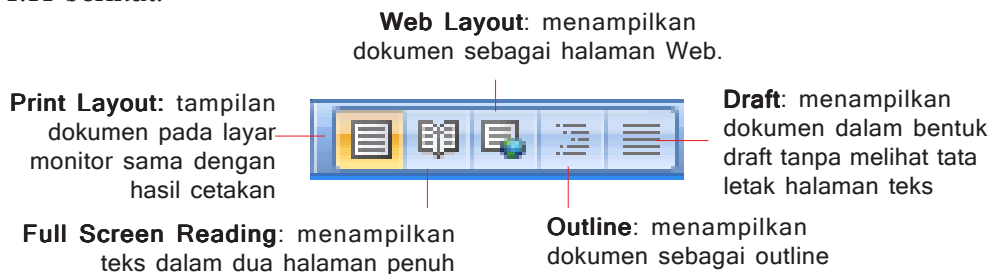 Web Layout: menampilkan
dokumen sebagai halaman Web.
Print Layout: tampilan
dokumen pada layar
monitor sama dengan
hasil cetakan
Draft: menampilkan
dokumen dalam bentuk
draft tanpa melihat tata
letak halaman teks
Full Screen Reading: menampilkan
teks dalam dua halaman penuh
Outline: menampilkan
dokumen sebagai outline